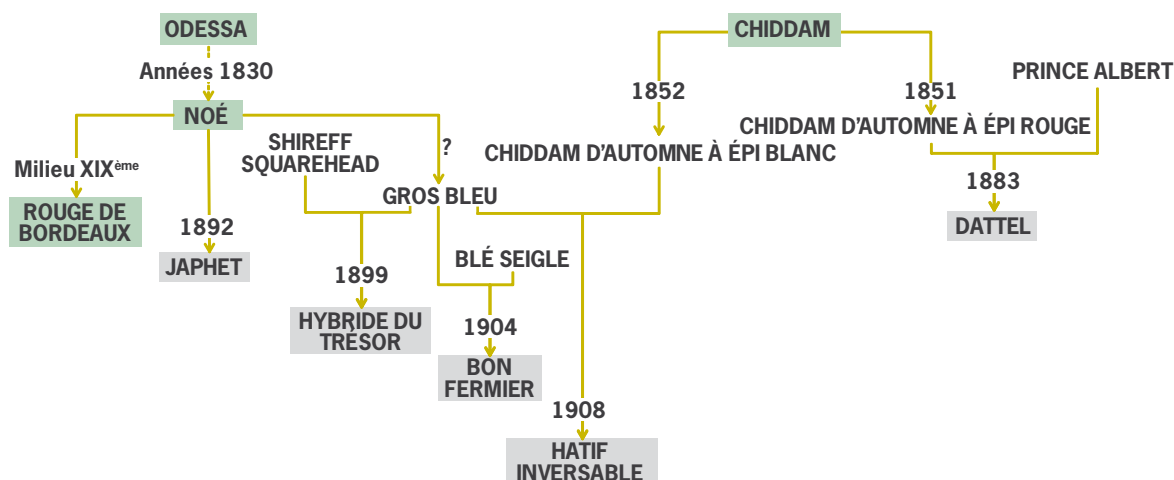 ODESSA
CHIDDAM
Années 1830
PRINCE ALBERT
1852
1851
NOÉ
CHIDDAM D'AUTOMNE À ÉPI ROUGE
SHIREFF
SQUAREHEAD
?
CHIDDAM D'AUTOMNE À ÉPI BLANC
Milieu XIXème
1883
GROS BLEU
ROUGE DE
BORDEAUX
1892
DATTEL
BLÉ SEIGLE
JAPHET
1899
HYBRIDE DU
TRÉSOR
1904
BON
FERMIER
1908
HATIF
INVERSABLE